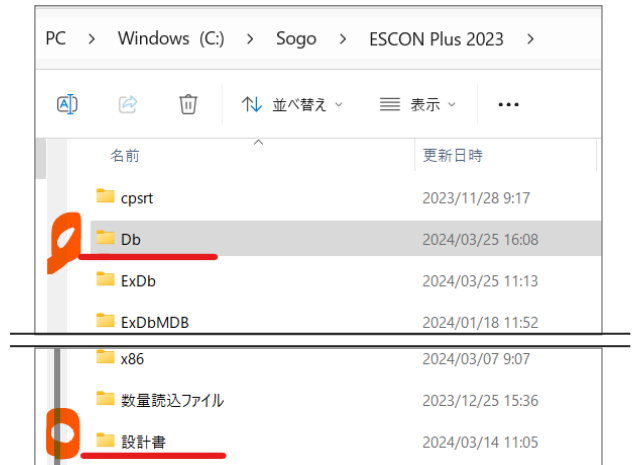 PC > Windows (C:) > Sogo > ESCON Plus 2023 >
A 並べ替え 表示 ...
名前 更新日時
cpsrt 2023/11/28 9:17
Db 2024/03/25 16:08
ExDb 2024/03/25 11:13
ExDbMDB 2024/01/18 11:52
x86 2024/03/07 9:07
数量読込ファイル 2023/12/25 15:36
設計書 2024/03/14 11:05